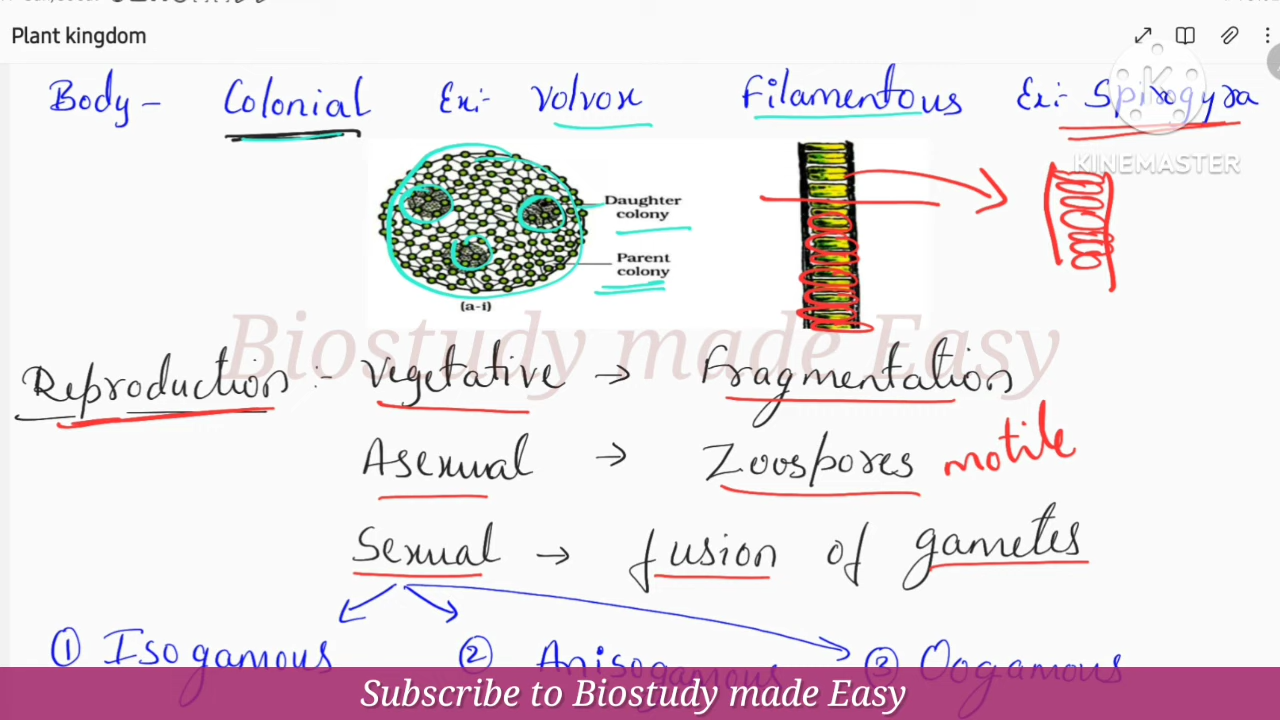 Plant kingdom
Body - Colonial Ex:- Volvox Filamentous Ex:- Spirogyra
KINEMASTER
Daughter colony
Parent colony
(a-i)
Biostudy made Easy
Reproduction :- Vegetative → Fragmentation
Asexual → Zoospores motile
Sexual → fusion of gametes
① Isogamous ② Anisogamous ③ Oogamous
Subscribe to Biostudy made Easy